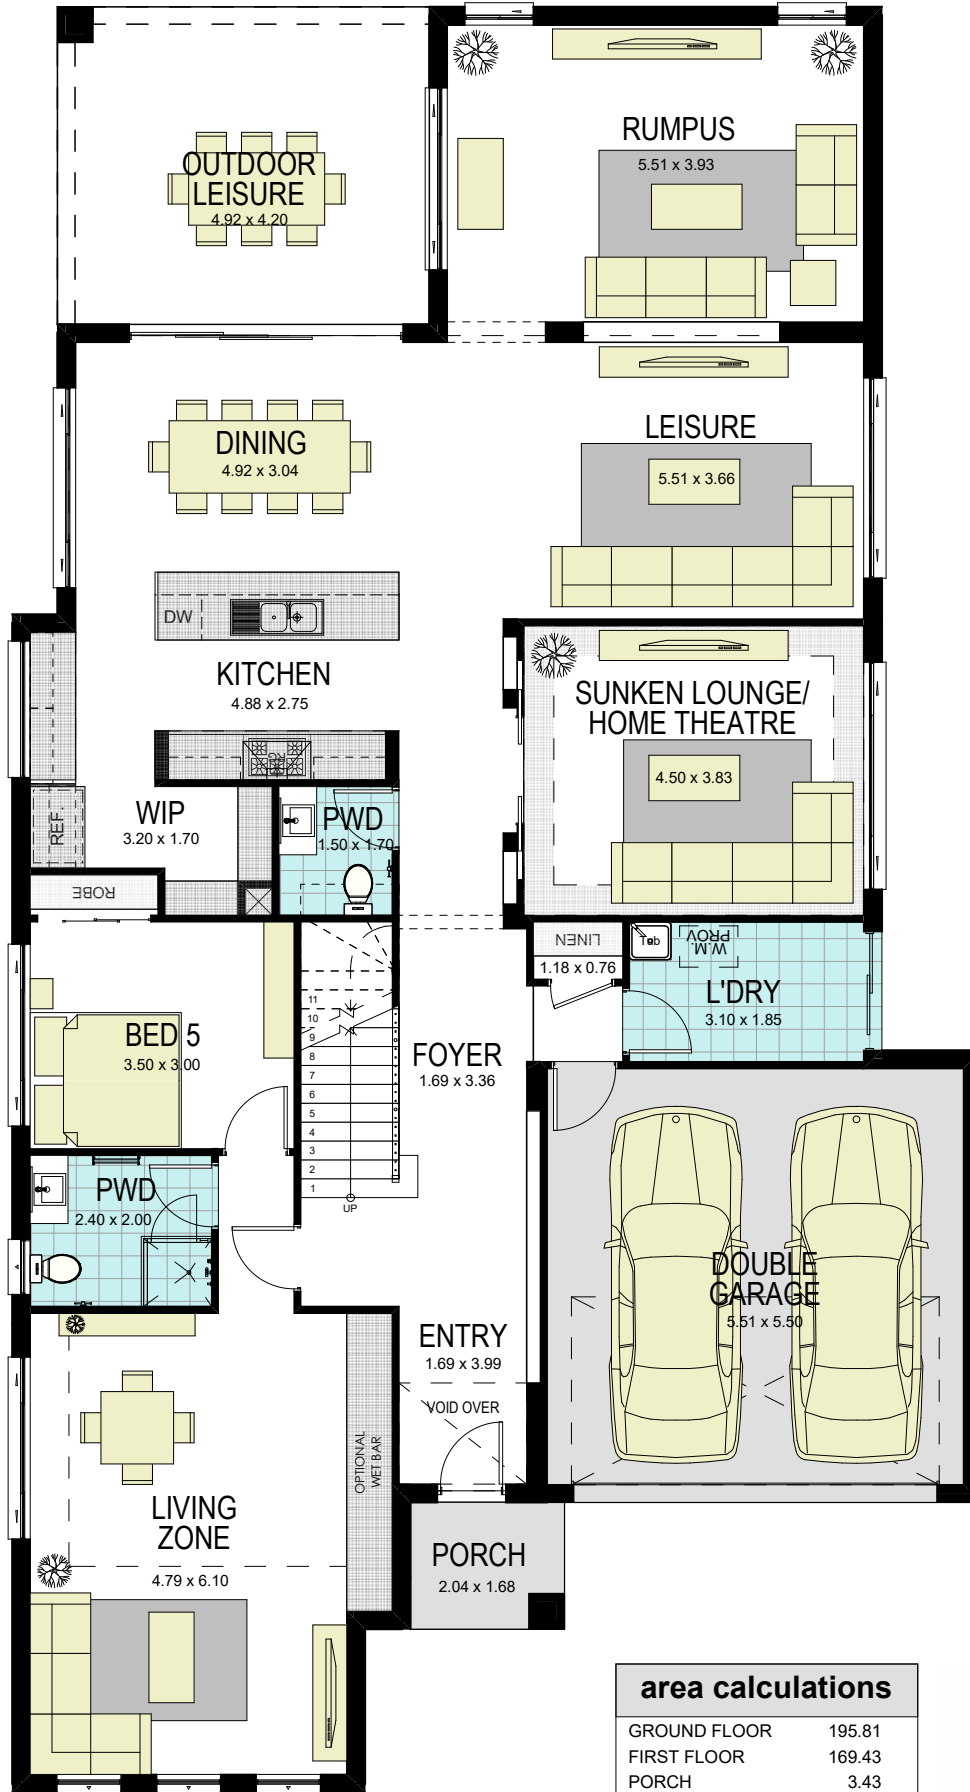 RUMPUS
5.51 x 3.93
OUTDOOR
LEISURE
4.92 x 4.20
DINING
4.92 x 3.04
LEISURE
5.51 x 3.66
DW
KITCHEN
4.88 x 2.75
SUNKEN LOUNGE/
HOME THEATRE
4.50 x 3.83
REF.
WIP
3.20 x 1.70
PWD
1.50 x 1.70
ROBE
LINEN
1.18 x 0.76
Tub
W.M.
PROV
L'DRY
3.10 x 1.85
BED 5
3.50 x 3.00
11
10
9
8
7
6
5
4
3
2
1
UP
FOYER
1.69 x 3.36
PWD
2.40 x 2.00
DOUBLE
GARAGE
5.51 x 5.50
ENTRY
1.69 x 3.99
VOID OVER
OPTIONAL
WET BAR
LIVING
ZONE
4.79 x 6.10
PORCH
2.04 x 1.68
area calculations
GROUND FLOOR 195.81
FIRST FLOOR 169.43
PORCH 3.43